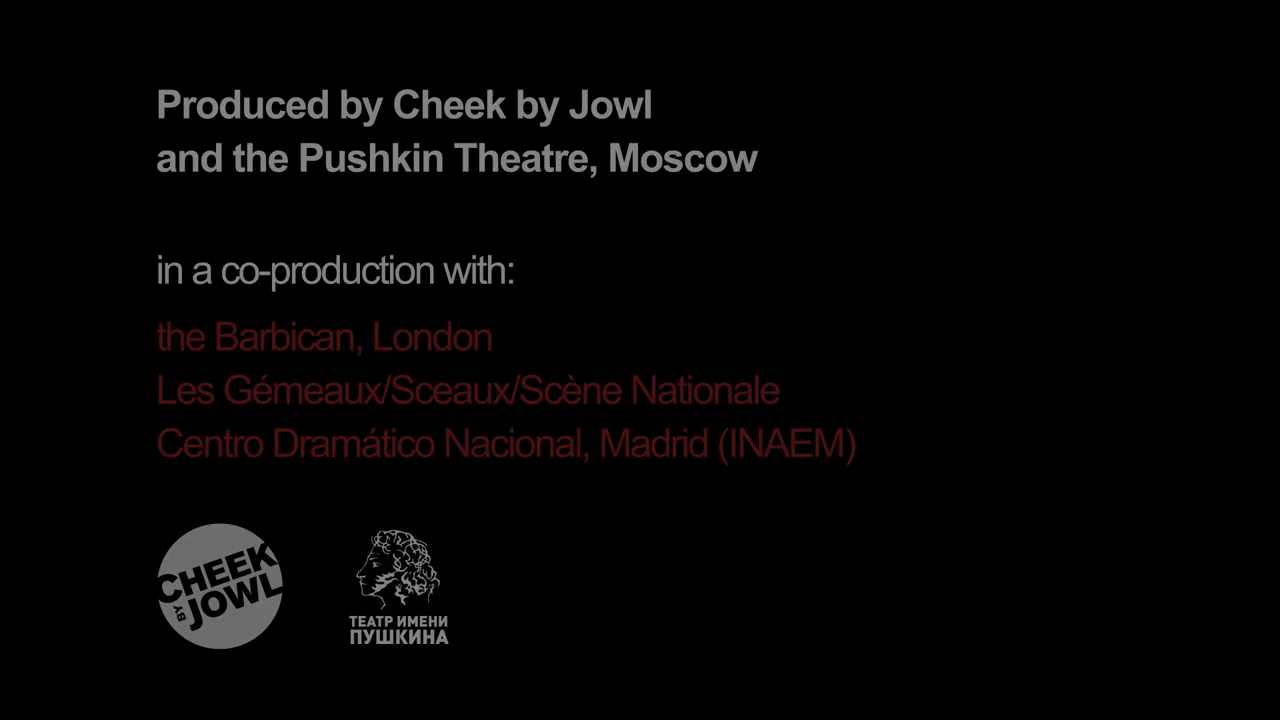 Produced by Cheek by Jowl
and the Pushkin Theatre, Moscow
in a co-production with:
the Barbican, London
Les Gémeaux/Sceaux/Scène Nationale
Centro Dramático Nacional, Madrid (INAEM)
CHEEK
BY JOWL
ТЕАТР ИМЕНИ
ПУШКИНА